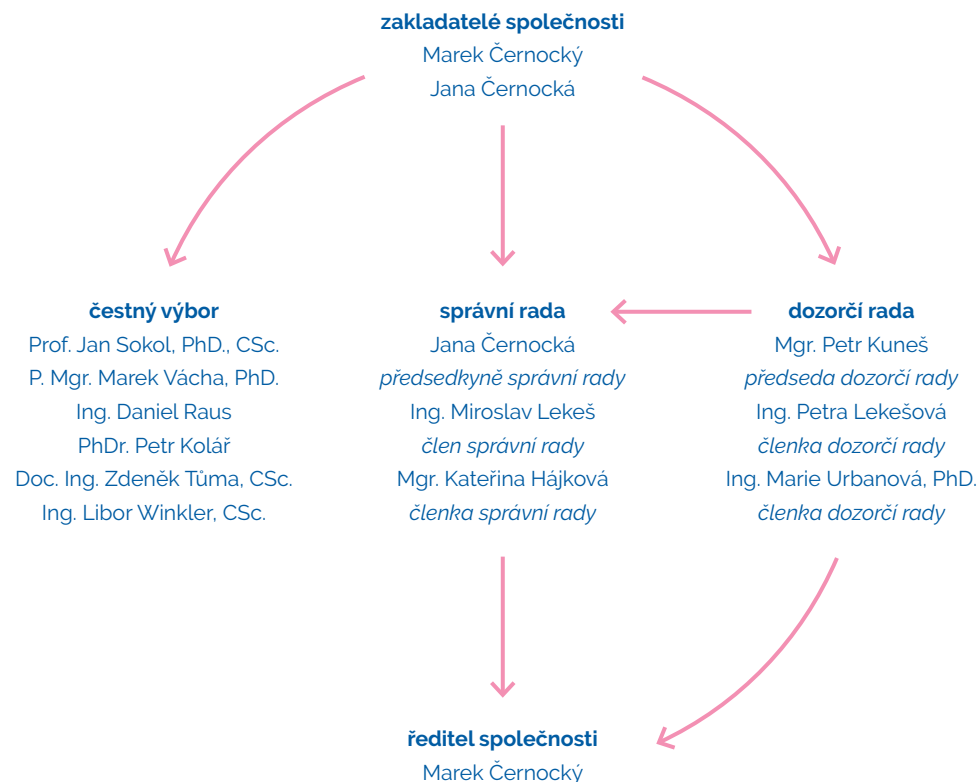 zakladatelé společnosti
Marek Černocký
Jana Černocká
čestný výbor
Prof. Jan Sokol, PhD., CSc.
P. Mgr. Marek Vácha, PhD.
Ing. Daniel Raus
PhDr. Petr Kolář
Doc. Ing. Zdeněk Tůma, CSc.
Ing. Libor Winkler, CSc.
správní rada
Jana Černocká
předsedkyně správní rady
Ing. Miroslav Lekeš
člen správní rady
Mgr. Kateřina Hájková
členka správní rady
dozorčí rada
Mgr. Petr Kuneš
předseda dozorčí rady
Ing. Petra Lekešová
členka dozorčí rady
Ing. Marie Urbanová, PhD.
členka dozorčí rady
ředitel společnosti
Marek Černocký